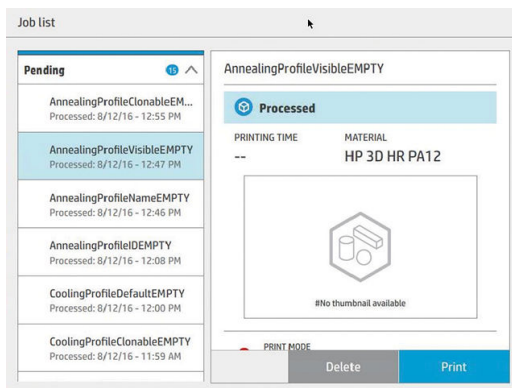 Job list
Pending 15
AnnealingProfileClonableEM...
Processed: 8/12/16 - 12:55 PM
AnnealingProfileVisibleEMPTY
Processed: 8/12/16 - 12:47 PM
AnnealingProfileNameEMPTY
Processed: 8/12/16 - 12:46 PM
AnnealingProfileIDEMPTY
Processed: 8/12/16 - 12:08 PM
CoolingProfileDefaultEMPTY
Processed: 8/12/16 - 12:00 PM
CoolingProfileClonableEMPTY
Processed: 8/12/16 - 11:59 AM
AnnealingProfileVisibleEMPTY
Processed
PRINTING TIME MATERIAL
-- HP 3D HR PA12
#No thumbnail available
PRINT MODE
Delete Print